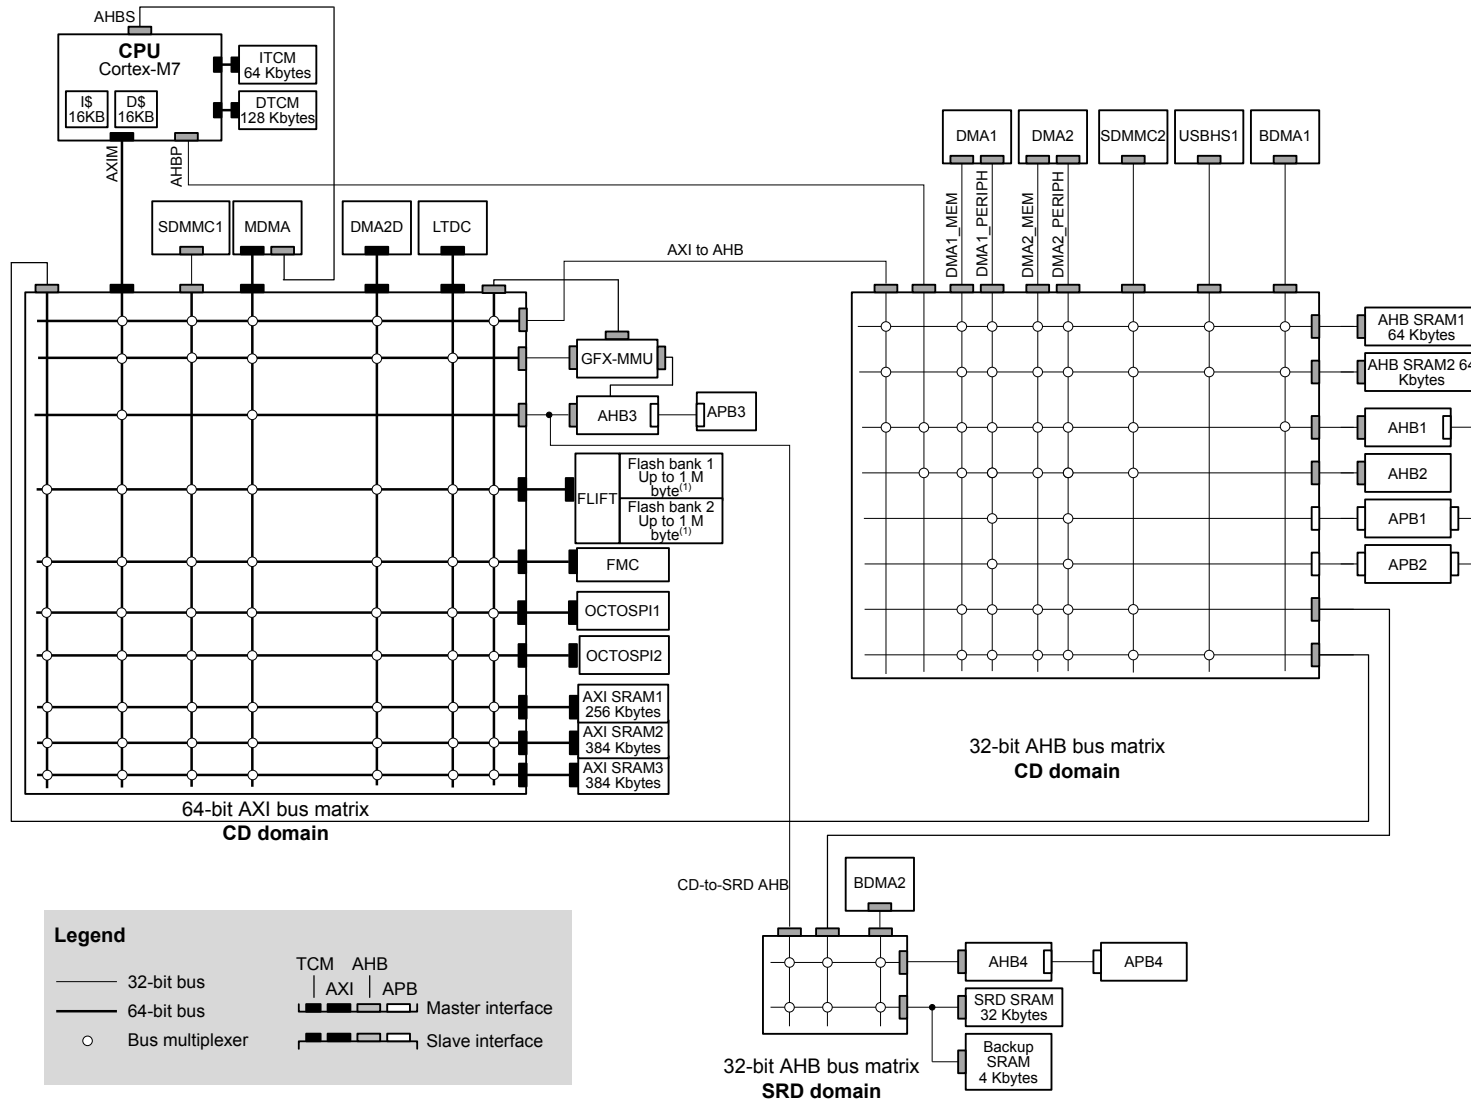 AHBS
CPU
Cortex-M7
I$
16KB
D$
16KB
ITCM
64 Kbytes
DTCM
128 Kbytes
AXIM
AHBP
SDMMC1
MDMA
DMA2D
LTDC
AXI to AHB
DMA1
DMA2
SDMMC2
USBHS1
BDMA1
DMA1_MEM
DMA1_PERIPH
DMA2_MEM
DMA2_PERIPH
GFX-MMU
AHB3
APB3
FLIFT
Flash bank 1
Up to 1 M
byte(1)
Flash bank 2
Up to 1 M
byte(1)
FMC
OCTOSPI1
OCTOSPI2
AXI SRAM1
256 Kbytes
AXI SRAM2
384 Kbytes
AXI SRAM3
384 Kbytes
64-bit AXI bus matrix
CD domain
AHB SRAM1
64 Kbytes
AHB SRAM2 64
Kbytes
AHB1
AHB2
APB1
APB2
32-bit AHB bus matrix
CD domain
CD-to-SRD AHB
BDMA2
AHB4
APB4
SRD SRAM
32 Kbytes
Backup
SRAM
4 Kbytes
32-bit AHB bus matrix
SRD domain
Legend
32-bit bus
64-bit bus
Bus multiplexer
TCM
AHB
AXI
APB
Master interface
Slave interface